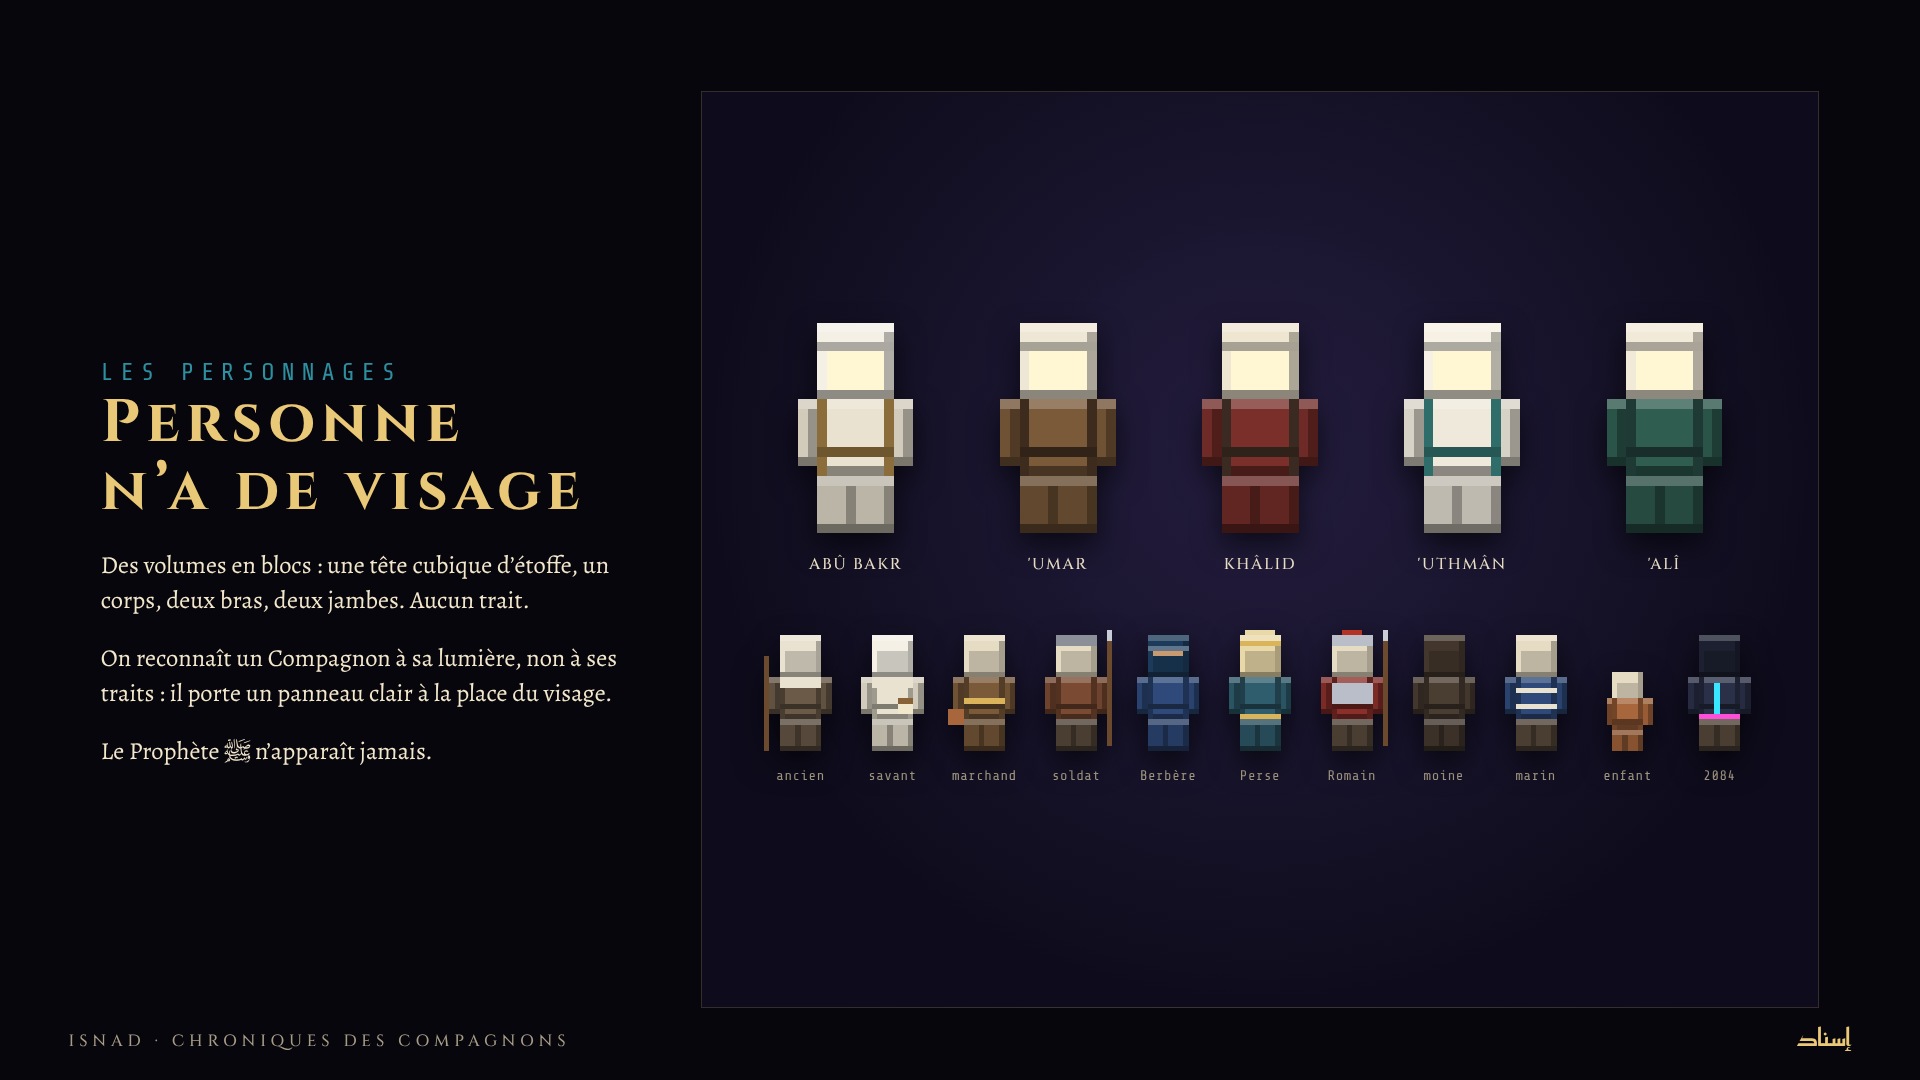 LES PERSONNAGES
PERSONNE
N’A DE VISAGE
Des volumes en blocs : une tête cubique d’étoffe, un
corps, deux bras, deux jambes. Aucun trait.
On reconnaît un Compagnon à sa lumière, non à ses
traits : il porte un panneau clair à la place du visage.
Le Prophète ﷺ n’apparaît jamais.
ABÛ BAKR
ʿUMAR
KHÂLID
ʿUTHMÂN
ʿALÎ
ancien
savant
marchand
soldat
Berbère
Perse
Romain
moine
marin
enfant
2084
ISNAD · CHRONIQUES DES COMPAGNONS
إسناد